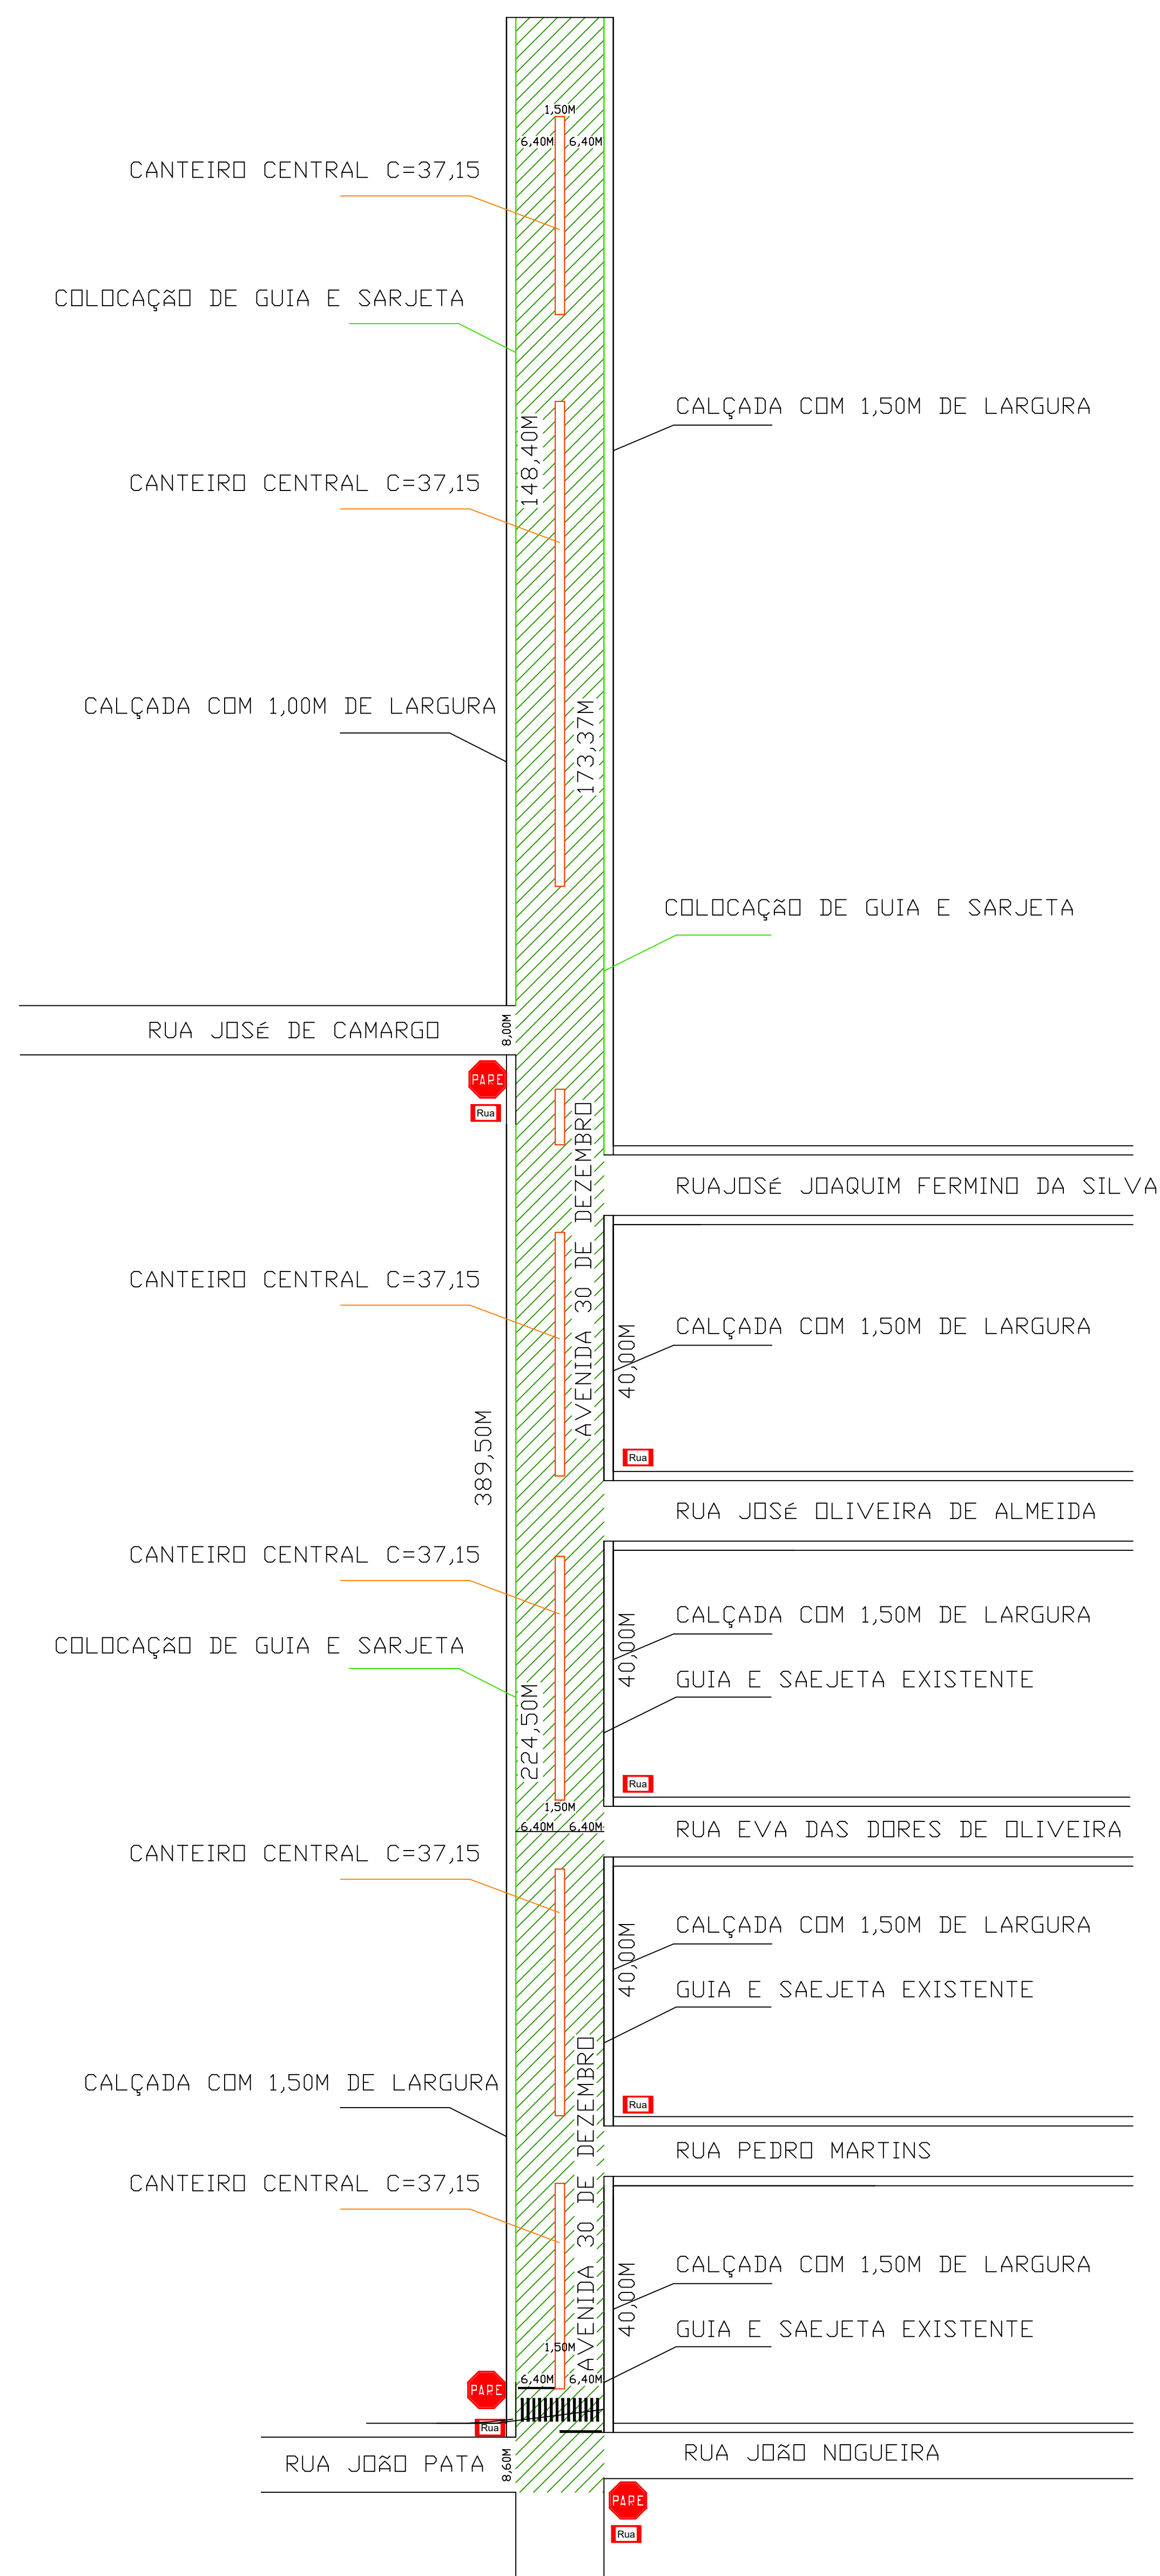 1,50M
6,40M 6,40M
CANTEIRO CENTRAL C=37,15
COLOCAÇÃO DE GUIA E SARJETA
CALÇADA COM 1,50M DE LARGURA
148,40M
CANTEIRO CENTRAL C=37,15
CALÇADA COM 1,00M DE LARGURA
173,37M
COLOCAÇÃO DE GUIA E SARJETA
RUA JOSÉ DE CAMARGO
8,00M
PARE
Rua
AVENIDA 30 DE DEZEMBRO
RUAJOSÉ JOAQUIM FERMINO DA SILVA
CANTEIRO CENTRAL C=37,15
CALÇADA COM 1,50M DE LARGURA
40,00M
389,50M
Rua
RUA JOSÉ OLIVEIRA DE ALMEIDA
CANTEIRO CENTRAL C=37,15
CALÇADA COM 1,50M DE LARGURA
40,00M
COLOCAÇÃO DE GUIA E SARJETA
GUIA E SAEJETA EXISTENTE
224,50M
Rua
1,50M
6,40M 6,40M
RUA EVA DAS DORES DE OLIVEIRA
CANTEIRO CENTRAL C=37,15
CALÇADA COM 1,50M DE LARGURA
40,00M
GUIA E SAEJETA EXISTENTE
CALÇADA COM 1,50M DE LARGURA
Rua
RUA PEDRO MARTINS
CANTEIRO CENTRAL C=37,15
AVENIDA 30 DE DEZEMBRO
CALÇADA COM 1,50M DE LARGURA
40,00M
GUIA E SAEJETA EXISTENTE
1,50M
6,40M 6,40M
PARE
Rua
RUA JOÃO PATA
8,60M
RUA JOÃO NOGUEIRA
PARE
Rua